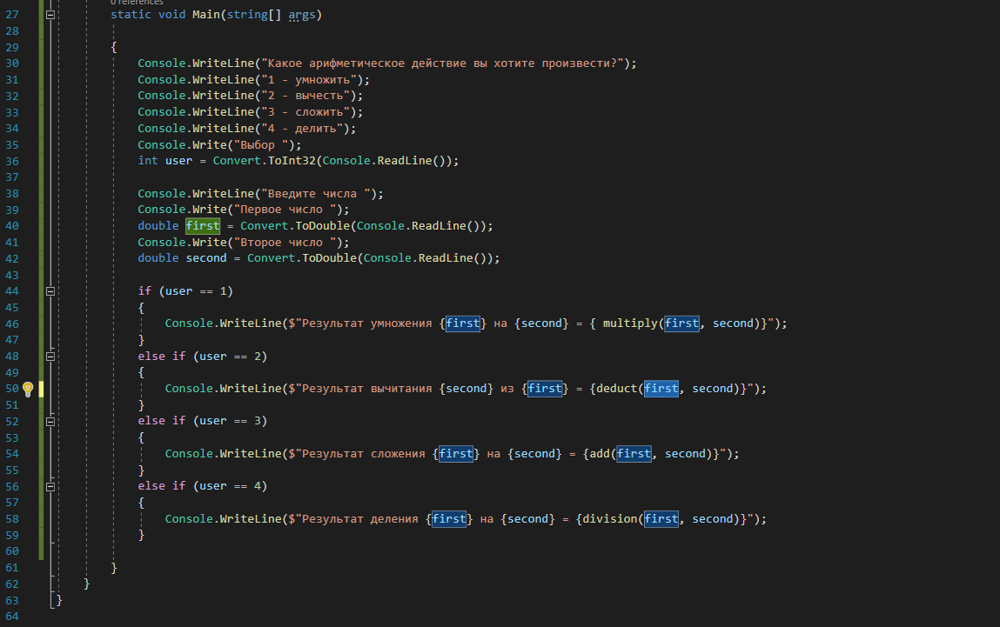 0 references
27 static void Main(string[] args)
28
29 {
30 Console.WriteLine("Какое арифметическое действие вы хотите произвести?");
31 Console.WriteLine("1 - умножить");
32 Console.WriteLine("2 - вычесть");
33 Console.WriteLine("3 - сложить");
34 Console.WriteLine("4 - делить");
35 Console.Write("Выбор ");
36 int user = Convert.ToInt32(Console.ReadLine());
37
38 Console.WriteLine("Введите числа ");
39 Console.Write("Первое число ");
40 double first = Convert.ToDouble(Console.ReadLine());
41 Console.Write("Второе число ");
42 double second = Convert.ToDouble(Console.ReadLine());
43
44 if (user == 1)
45 {
46 Console.WriteLine($"Результат умножения {first} на {second} = { multiply(first, second)}");
47 }
48 else if (user == 2)
49 {
50 Console.WriteLine($"Результат вычитания {second} из {first} = {deduct(first, second)}");
51 }
52 else if (user == 3)
53 {
54 Console.WriteLine($"Результат сложения {first} на {second} = {add(first, second)}");
55 }
56 else if (user == 4)
57 {
58 Console.WriteLine($"Результат деления {first} на {second} = {division(first, second)}");
59 }
60
61 }
62 }
63 }
64